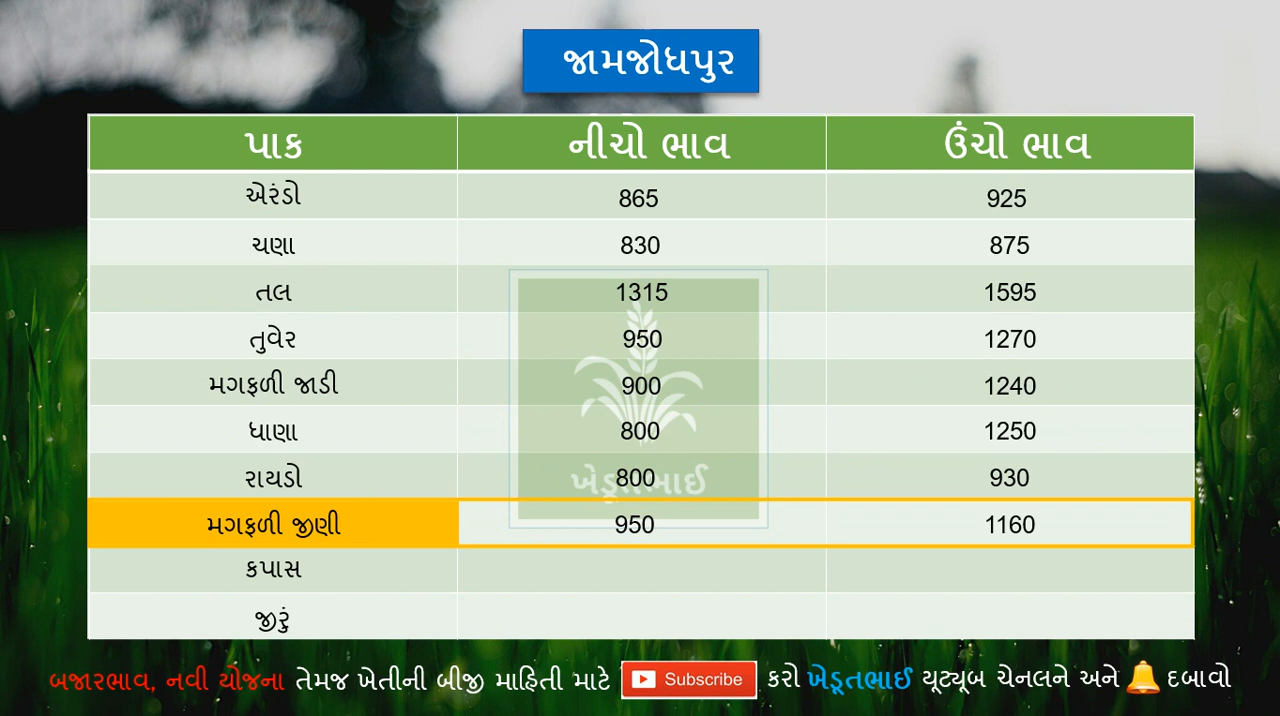 જામજોધપુર
પાક નીચો ભાવ ઉંચો ભાવ
એરંડો 865 925
ચણા 830 875
તલ 1315 1595
તુવેર 950 1270
મગફળી જાડી 900 1240
ધાણા 800 1250
રાયડો 800 930
ખેડૂતભાઈ
મગફળી જીણી 950 1160
કપાસ
જીરું
બજારભાવ, નવી યોજના તેમજ ખેતીની બીજી માહિતી માટે Subscribe કરો ખેડૂતભાઈ યૂટ્યૂબ ચેનલને અને દબાવો